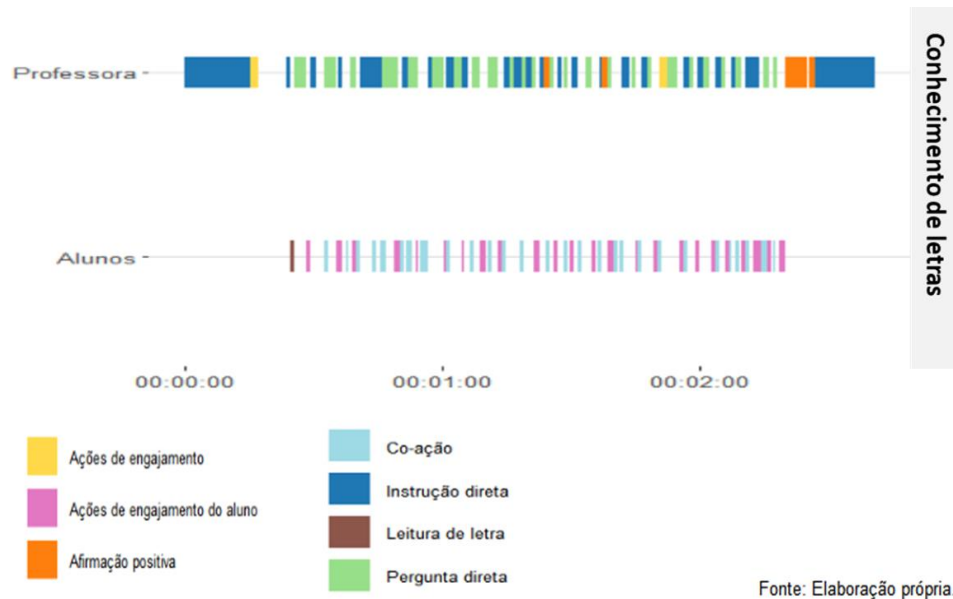 Professora
Conhecimento de letras
Alunos
00:00:00
00:01:00
00:02:00
Ações de engajamento
Ações de engajamento do aluno
Afirmação positiva
Co-ação
Instrução direta
Leitura de letra
Pergunta direta
Fonte: Elaboração própria.